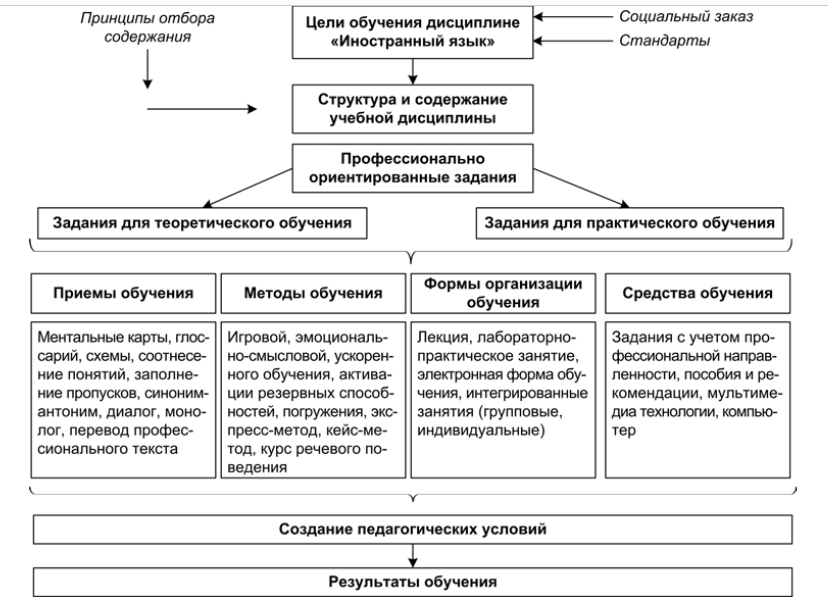 Принципы отбора
содержания
Цели обучения дисциплине
«Иностранный язык»
Социальный заказ
Стандарты
Структура и содержание
учебной дисциплины
Профессионально
ориентированные задания
Задания для теоретического обучения
Задания для практического обучения
Приемы обучения
Ментальные карты, глос-
сарий, схемы, соотнесе-
ние понятий, заполне-
ние пропусков, синоним-
антоним, диалог, моно-
лог, перевод профес-
сионального текста
Методы обучения
Игровой, эмоциональ-
но-смысловой, ускорен-
ного обучения, актива-
ции резервных способ-
ностей, погружения, экс-
пресс-метод, кейс-ме-
тод, курс речевого по-
ведения
Формы организации
обучения
Лекция, лабораторно-
практическое занятие,
электронная форма обу-
чения, интегрированные
занятия (групповые,
индивидуальные)
Средства обучения
Задания с учетом про-
фессиональной направ-
ленности, пособия и ре-
комендации, мультиме-
диа технологии, компью-
тер
Создание педагогических условий
Результаты обучения